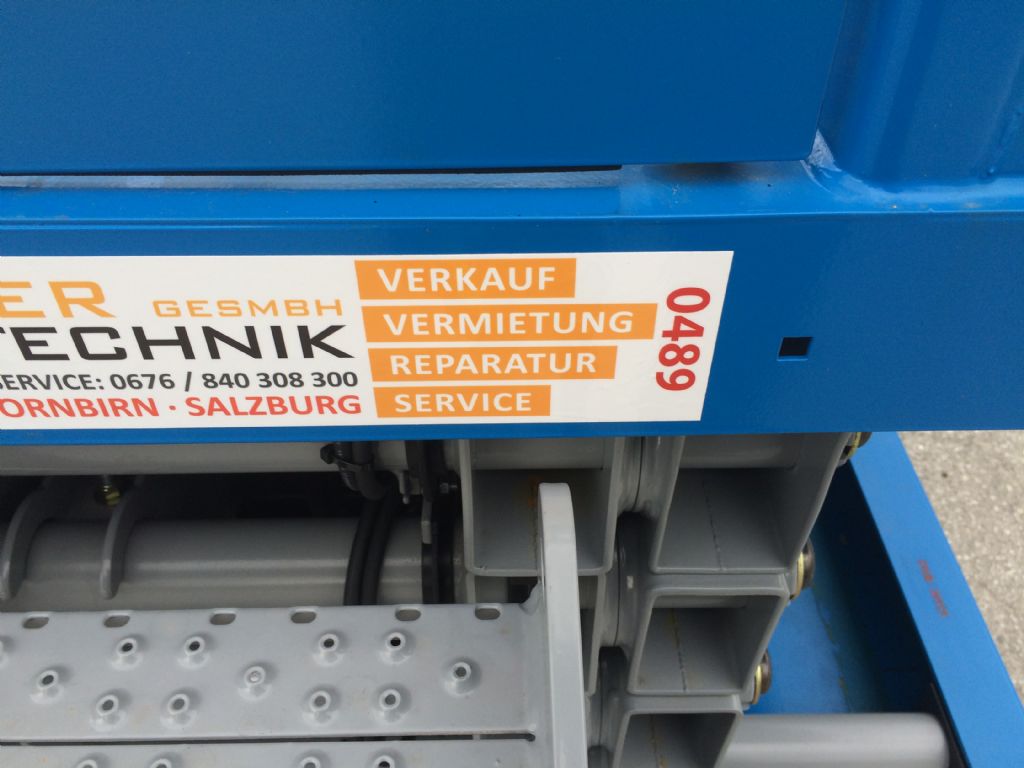 ER GESMBH
TECHNIK
SERVICE: 0676 / 840 308 300
ORNBIRN · SALZBURG
VERKAUF
VERMIETUNG
REPARATUR
SERVICE
0489